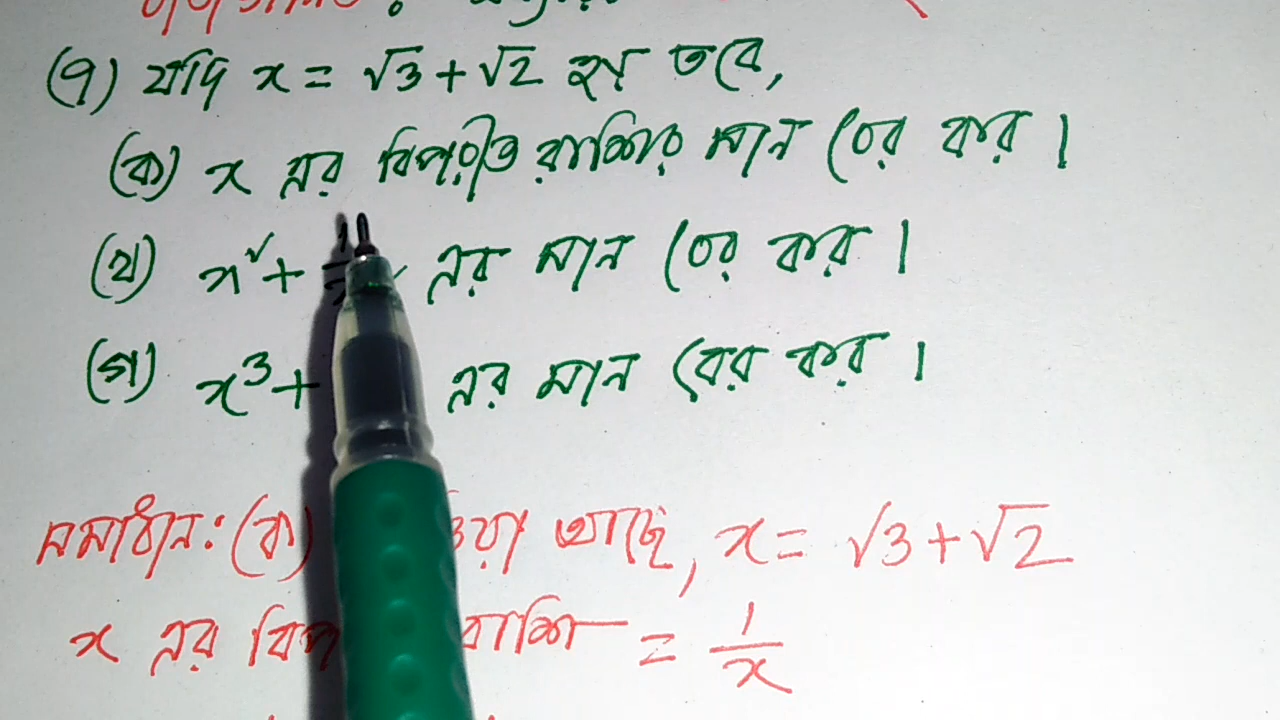 (৭) যদি x = √3 + √2 হয় তবে,
(ক) x এর বিপরীত রাশির মান বের কর।
(খ) x² + এর মান বের কর।
(গ) x³ + এর মান বের কর।
সমাধান: (ক) আছে, x = √3 + √2
x এর রাশি = 1/x